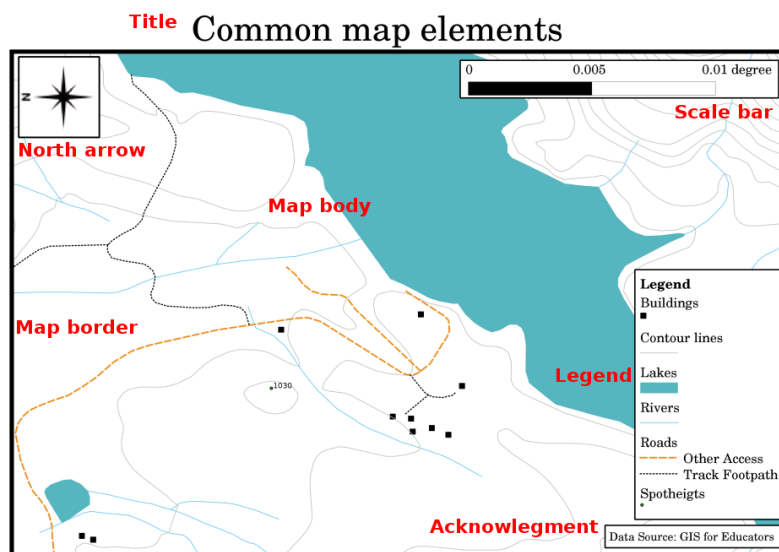 Title Common map elements
0 0.005 0.01 degree
N
Scale bar
North arrow
Map body
Legend
Buildings
Map border
Contour lines
Legend
Lakes
Rivers
1030
Roads
Other Access
Track Footpath
Spotheigts
Acknowlegment
Data Source: GIS for Educators